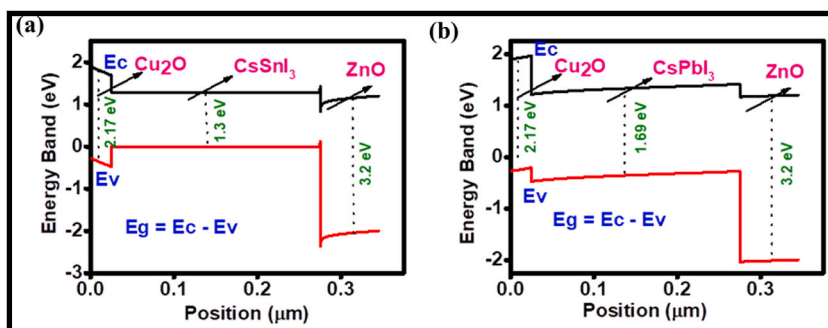 (a)
Ec
Cu2O
CsSnI3
ZnO
2.17 eV
1.3 eV
3.2 eV
Ev
Eg = Ec - Ev
Energy Band (eV)
2
1
0
-1
-2
-3
0.0
0.1
0.2
0.3
Position (μm)
(b)
Ec
Cu2O
CsPbI3
ZnO
2.17 eV
1.69 eV
3.2 eV
Ev
Eg = Ec - Ev
Energy Band (eV)
2
1
0
-1
-2
0.0
0.1
0.2
0.3
Position (μm)